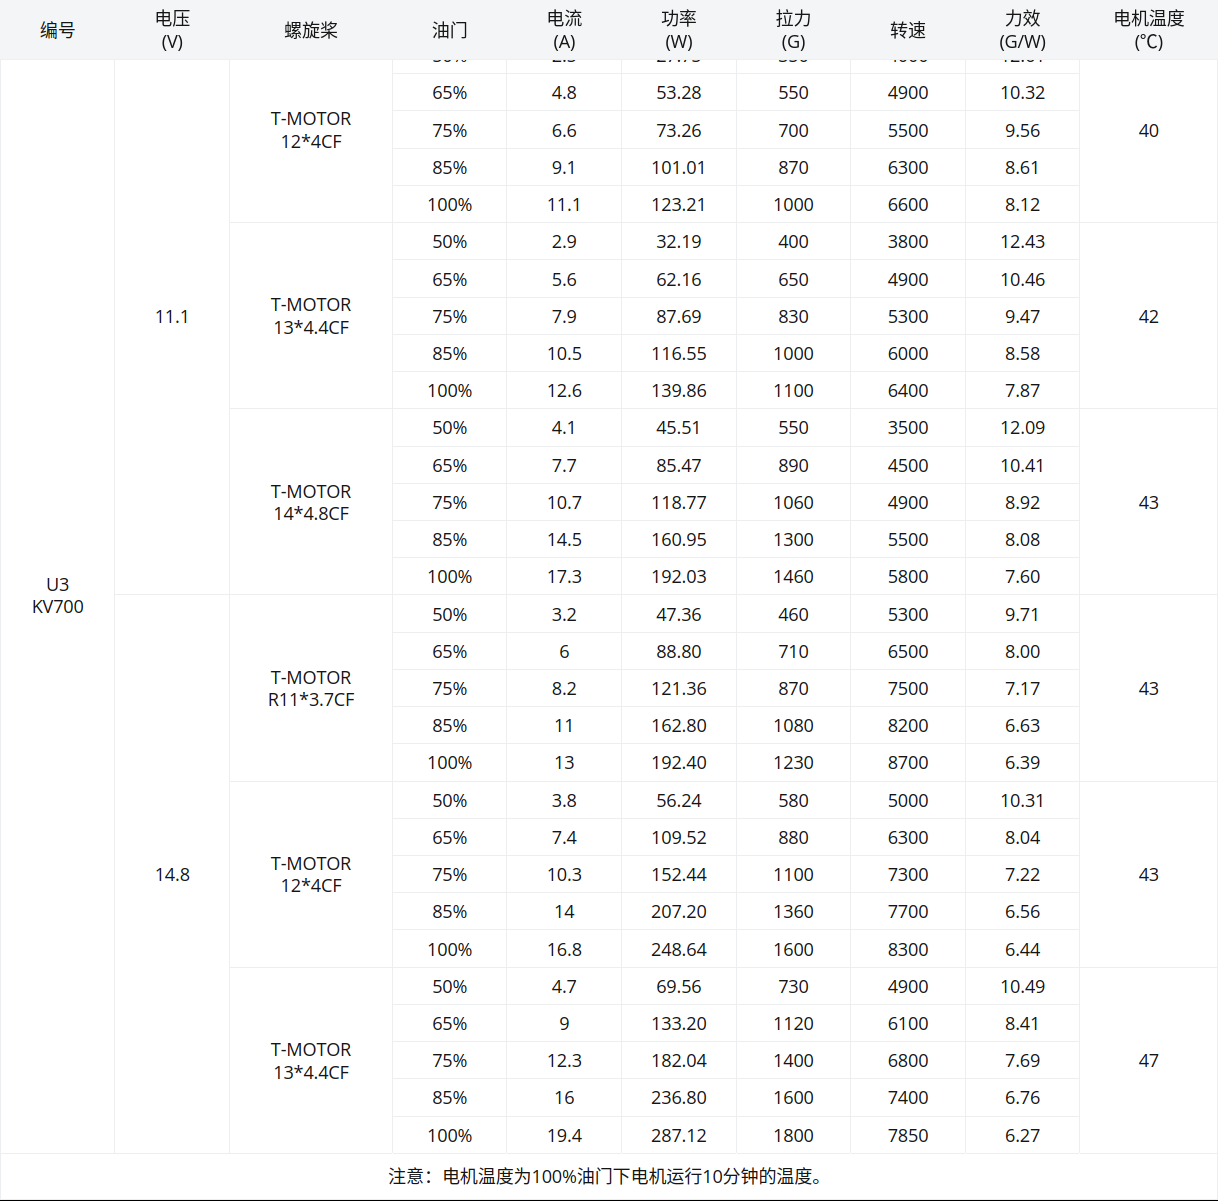 编号 电压 (V) 螺旋桨 油门 电流 (A) 功率 (W) 拉力 (G) 转速 力效 (G/W) 电机温度 (℃)
U3 KV700 11.1 T-MOTOR 12*4CF 40
65% 4.8 53.28 550 4900 10.32
75% 6.6 73.26 700 5500 9.56
85% 9.1 101.01 870 6300 8.61
100% 11.1 123.21 1000 6600 8.12
T-MOTOR 13*4.4CF 42
50% 2.9 32.19 400 3800 12.43
65% 5.6 62.16 650 4900 10.46
75% 7.9 87.69 830 5300 9.47
85% 10.5 116.55 1000 6000 8.58
100% 12.6 139.86 1100 6400 7.87
T-MOTOR 14*4.8CF 43
50% 4.1 45.51 550 3500 12.09
65% 7.7 85.47 890 4500 10.41
75% 10.7 118.77 1060 4900 8.92
85% 14.5 160.95 1300 5500 8.08
100% 17.3 192.03 1460 5800 7.60
14.8 T-MOTOR R11*3.7CF 43
50% 3.2 47.36 460 5300 9.71
65% 6 88.80 710 6500 8.00
75% 8.2 121.36 870 7500 7.17
85% 11 162.80 1080 8200 6.63
100% 13 192.40 1230 8700 6.39
T-MOTOR 12*4CF 43
50% 3.8 56.24 580 5000 10.31
65% 7.4 109.52 880 6300 8.04
75% 10.3 152.44 1100 7300 7.22
85% 14 207.20 1360 7700 6.56
100% 16.8 248.64 1600 8300 6.44
T-MOTOR 13*4.4CF 47
50% 4.7 69.56 730 4900 10.49
65% 9 133.20 1120 6100 8.41
75% 12.3 182.04 1400 6800 7.69
85% 16 236.80 1600 7400 6.76
100% 19.4 287.12 1800 7850 6.27
注意：电机温度为100%油门下电机运行10分钟的温度。